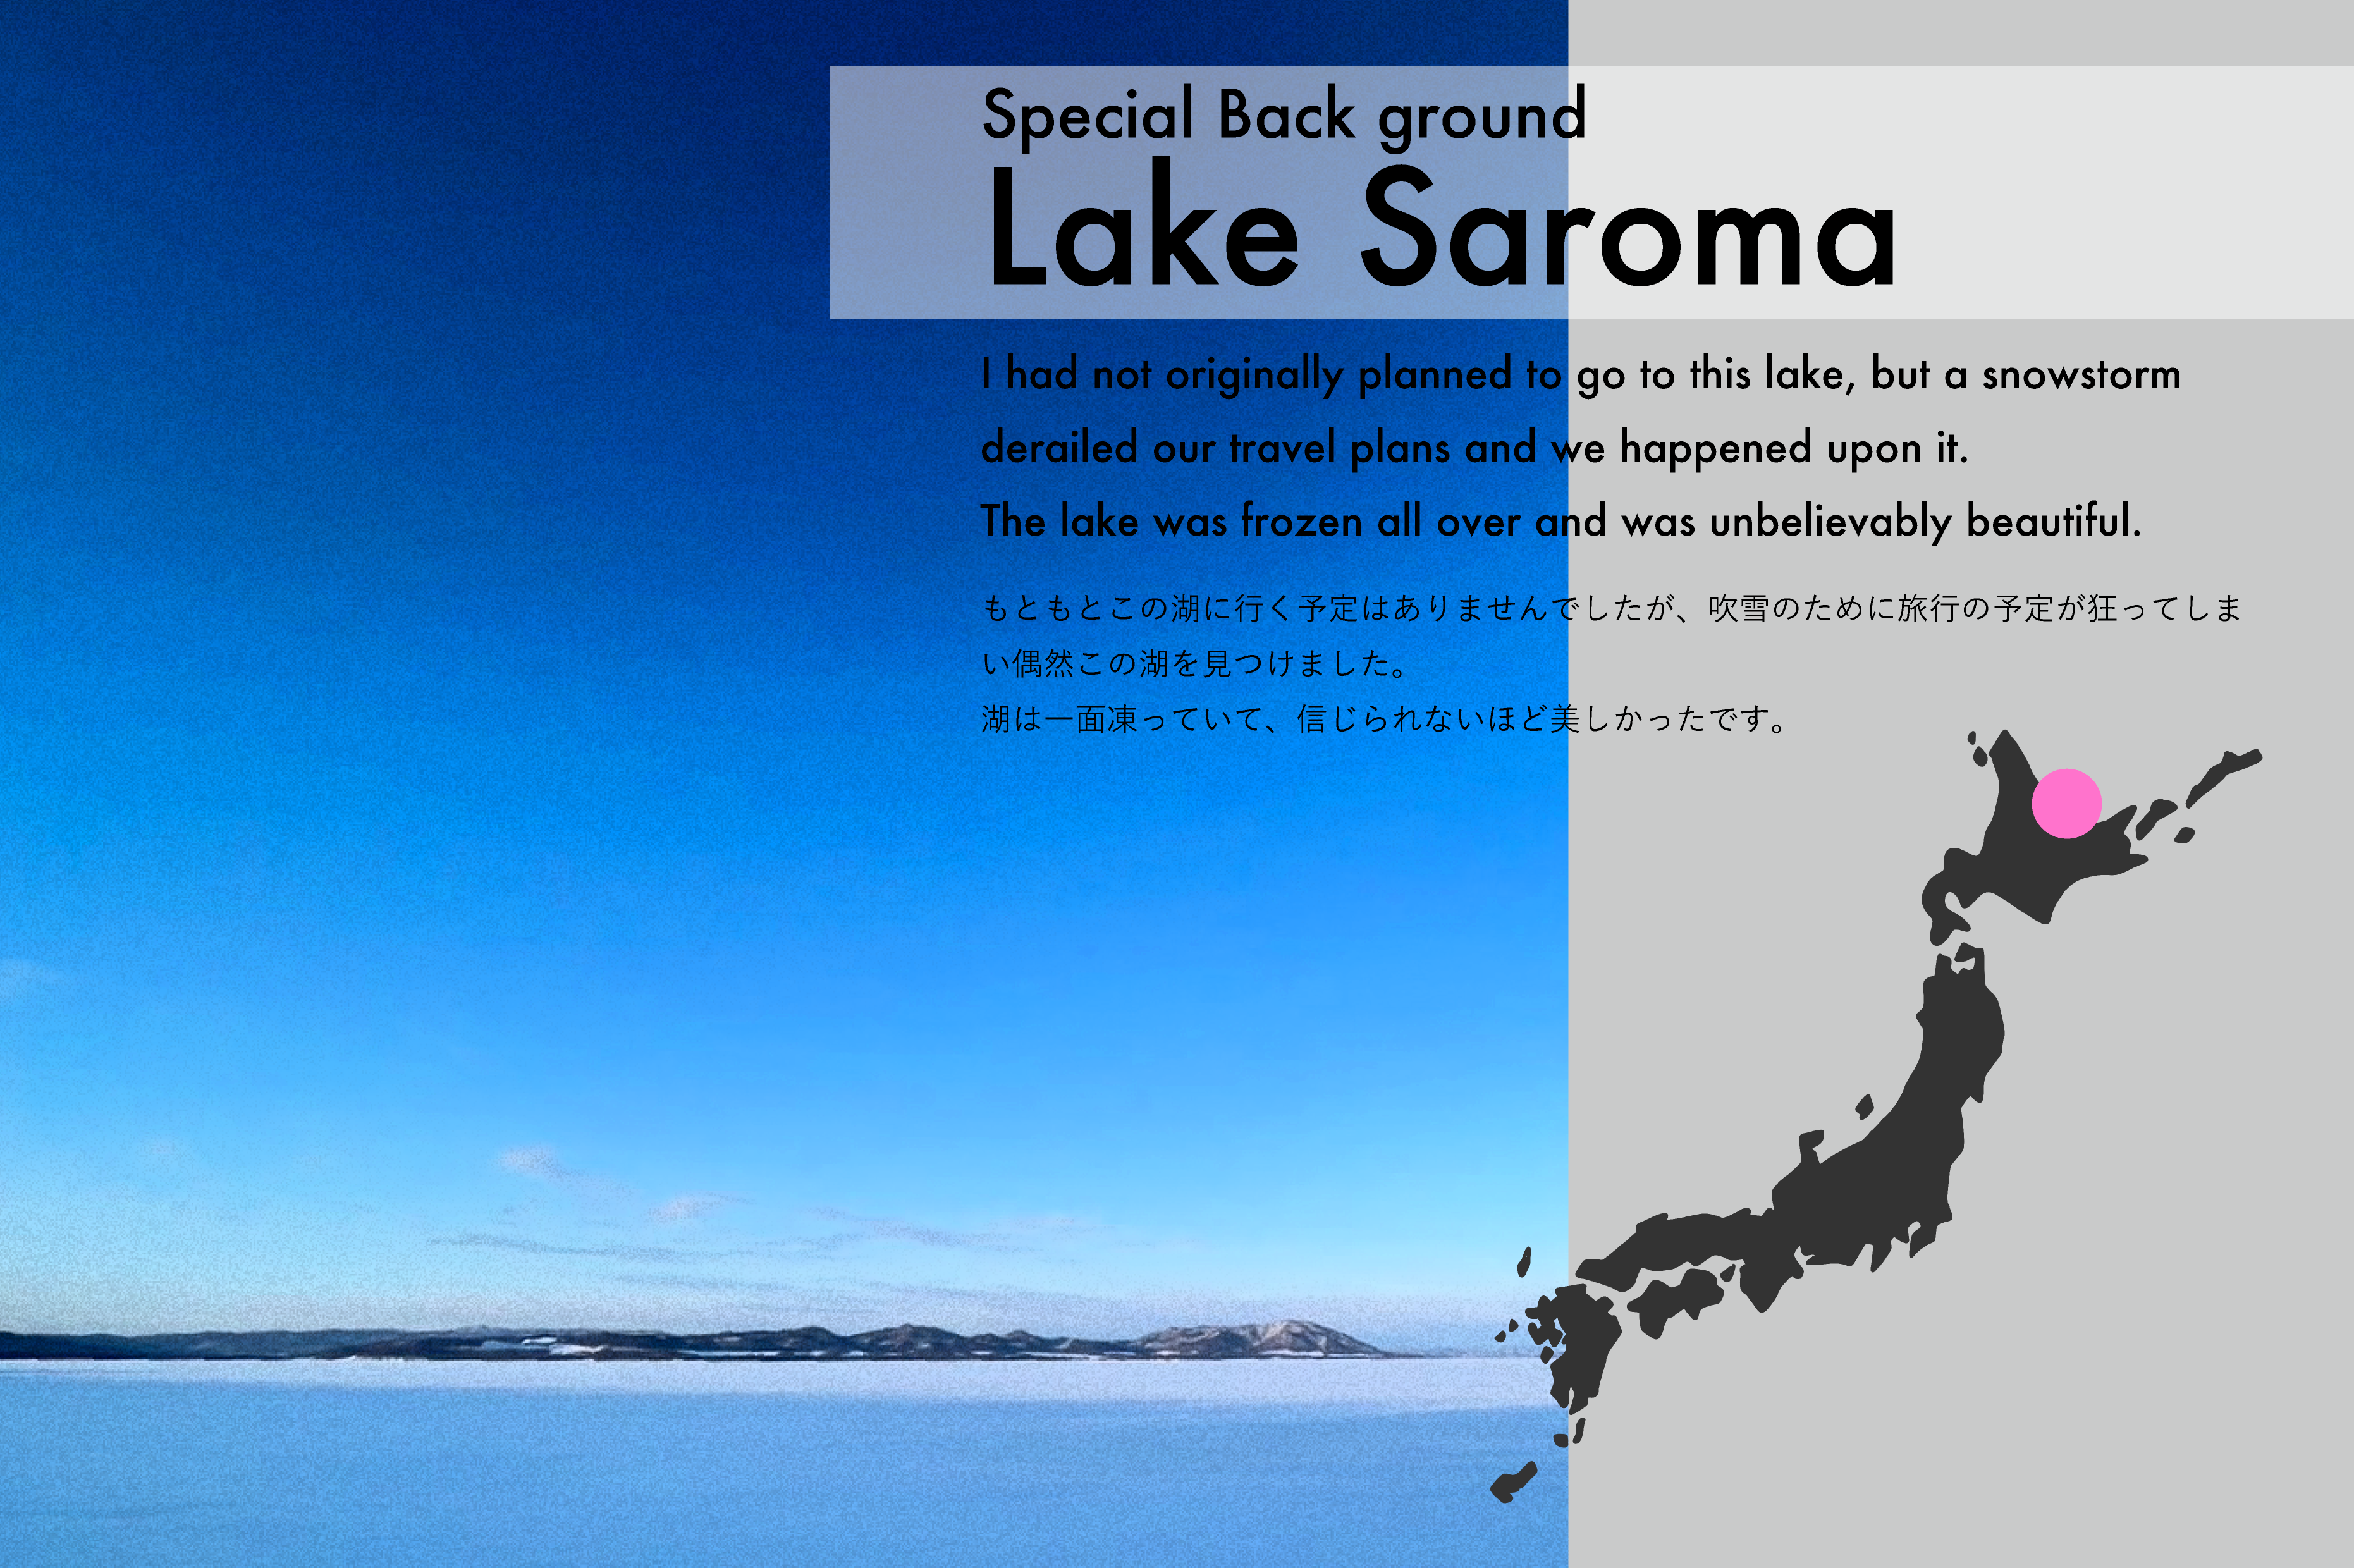 Special Back ground
Lake Saroma
I had not originally planned to go to this lake, but a snowstorm
derailed our travel plans and we happened upon it.
The lake was frozen all over and was unbelievably beautiful.
もともとこの湖に行く予定はありませんでしたが、吹雪のために旅行の予定が狂ってしま
い偶然この湖を見つけました。
湖は一面凍っていて、信じられないほど美しかったです。